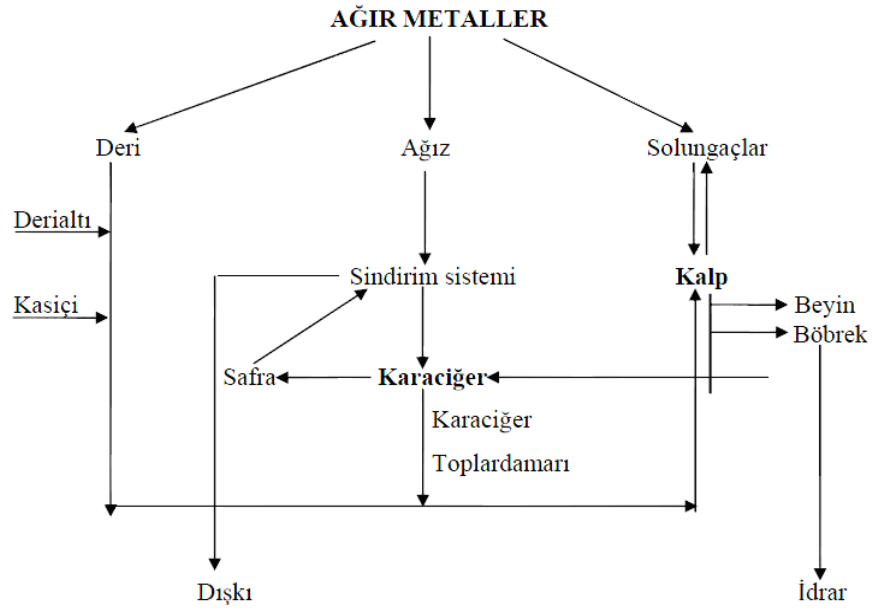 AĞIR METALLER
Deri
Ağız
Solungaçlar
Derialtı
Sindirim sistemi
Kalp
Kasiçi
Beyin
Böbrek
Safra
Karaciğer
Karaciğer
Toplardamarı
Dışkı
İdrar